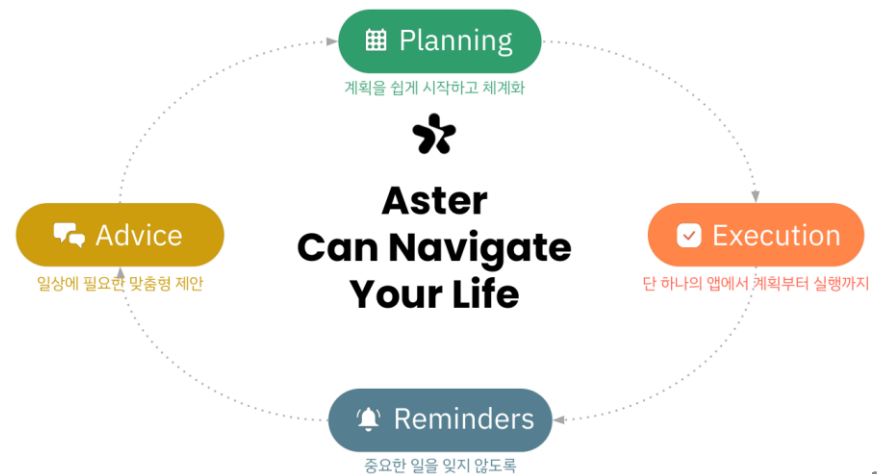 Planning
계획을 쉽게 시작하고 체계화
Aster
Can Navigate
Your Life
Advice
일상에 필요한 맞춤형 제안
Execution
단 하나의 앱에서 계획부터 실행까지
Reminders
중요한 일을 잊지 않도록